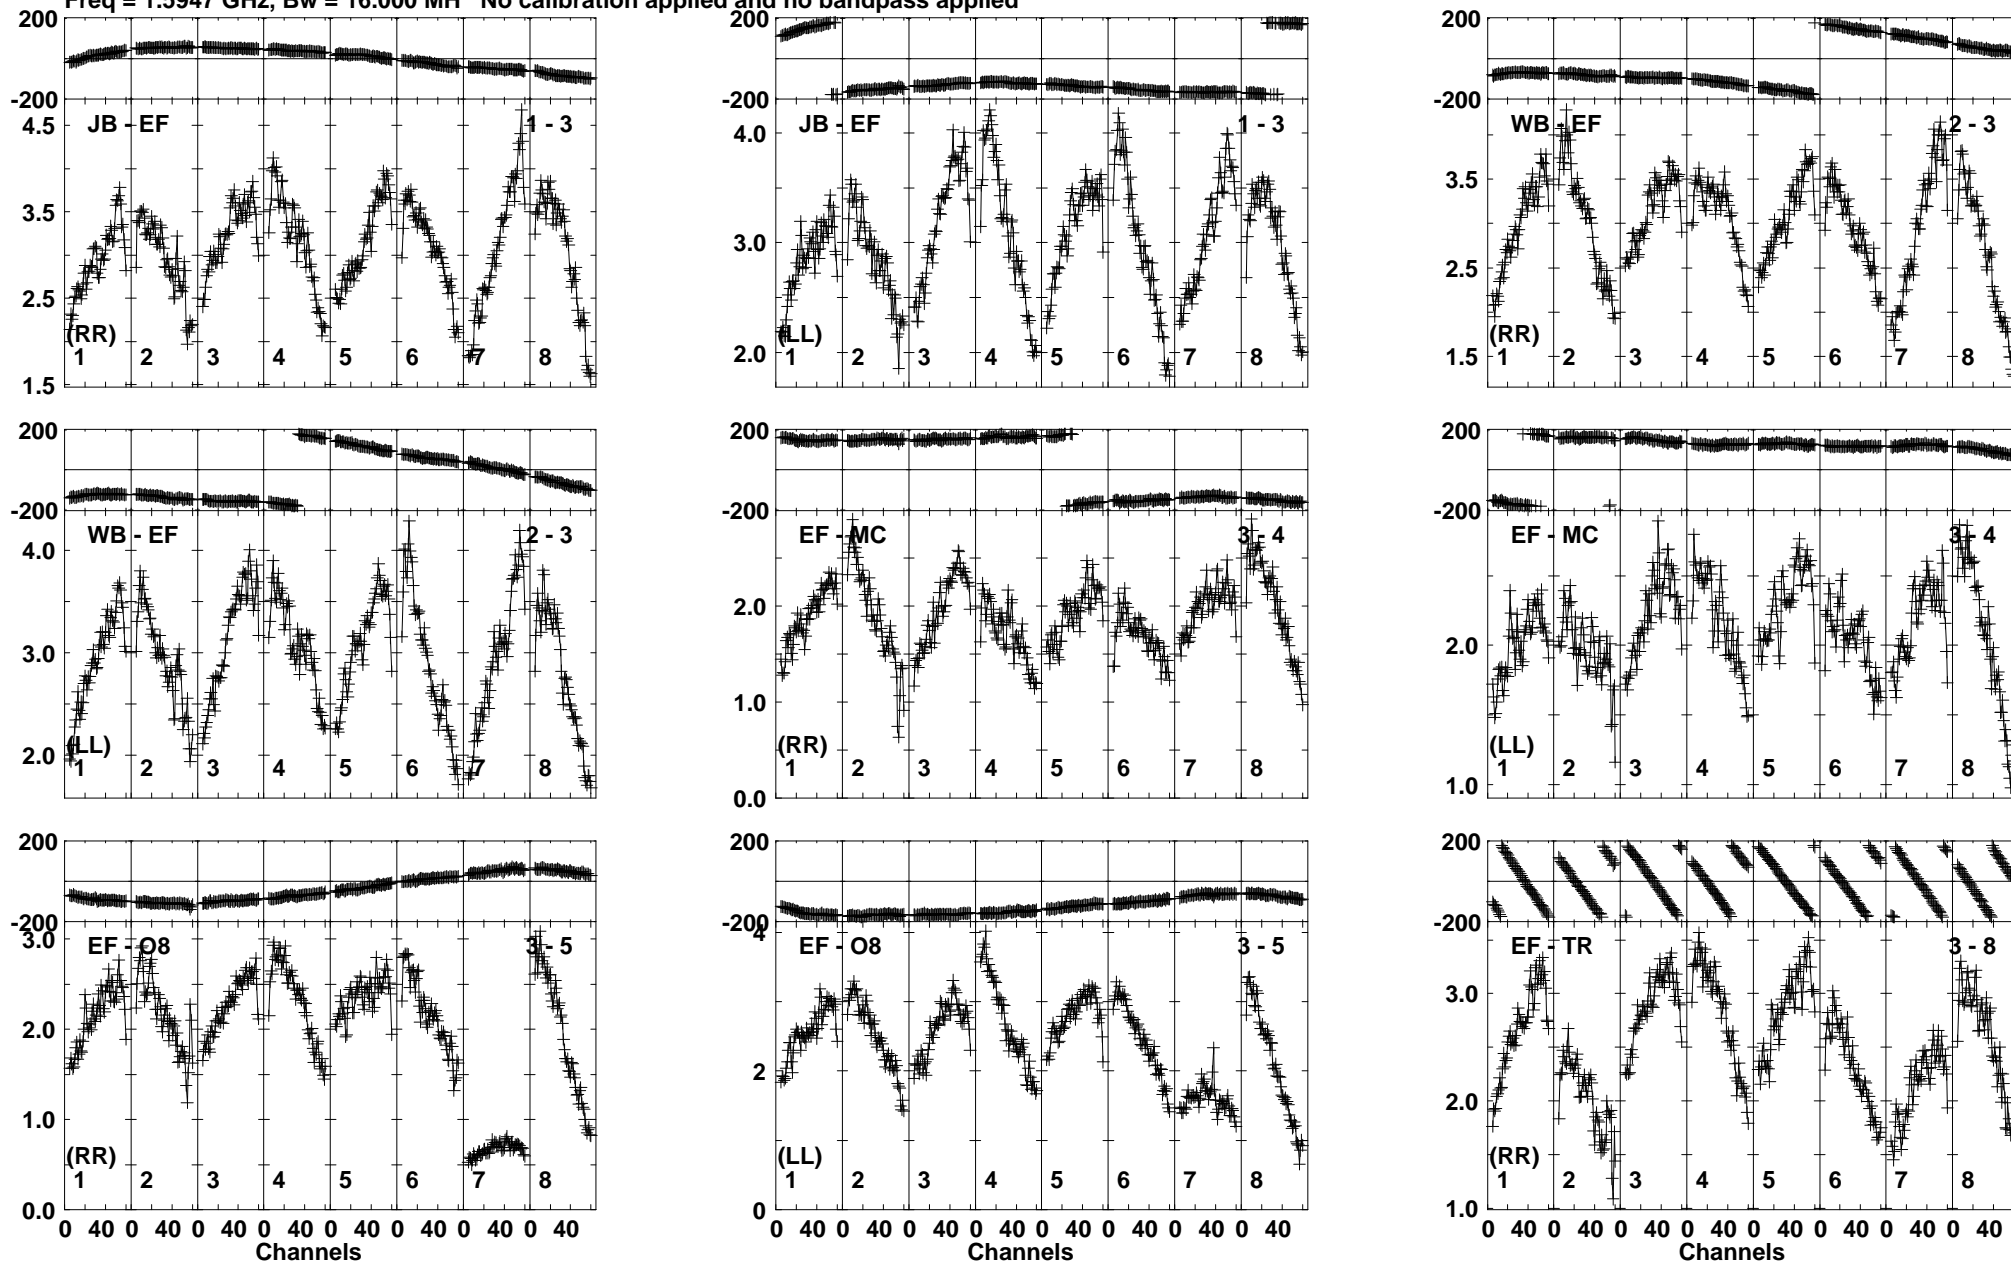 Freq = 1.5947 GHz, Bw = 16.000 MH No calibration applied and no bandpass applied
200 200 200
-200 -200 -200
JB - EF 1 - 3 JB - EF 1 - 3 WB - EF 2 - 3
4.5 4.0 3.5
3.5 3.0 2.5
2.5 2.0 1.5
1.5
(RR) (LL) (RR)
1 2 3 4 5 6 7 8 1 2 3 4 5 6 7 8 1 2 3 4 5 6 7 8
200 200 200
-200 -200 -200
WB - EF 2 - 3 EF - MC 3 - 4 EF - MC 3 - 4
4.0 2.0 2.0
3.0 1.0 1.0
2.0 0.0
(LL) (RR) (LL)
1 2 3 4 5 6 7 8 1 2 3 4 5 6 7 8 1 2 3 4 5 6 7 8
200 200 200
-200 -200 -200
EF - O8 3 - 5 EF - O8 3 - 5 EF - TR 3 - 8
3.0 4 3.0
2.0 2 2.0
1.0 0 1.0
0.0
(RR) (LL) (RR)
1 2 3 4 5 6 7 8 1 2 3 4 5 6 7 8 1 2 3 4 5 6 7 8
0 40 0 40 0 40 0 40 0 40 0 40 0 40 0 40 0 40 0 40 0 40 0 40 0 40 0 40 0 40 0 40 0 40 0 40 0 40 0 40 0 40 0 40 0 40 0 40
Channels Channels Channels